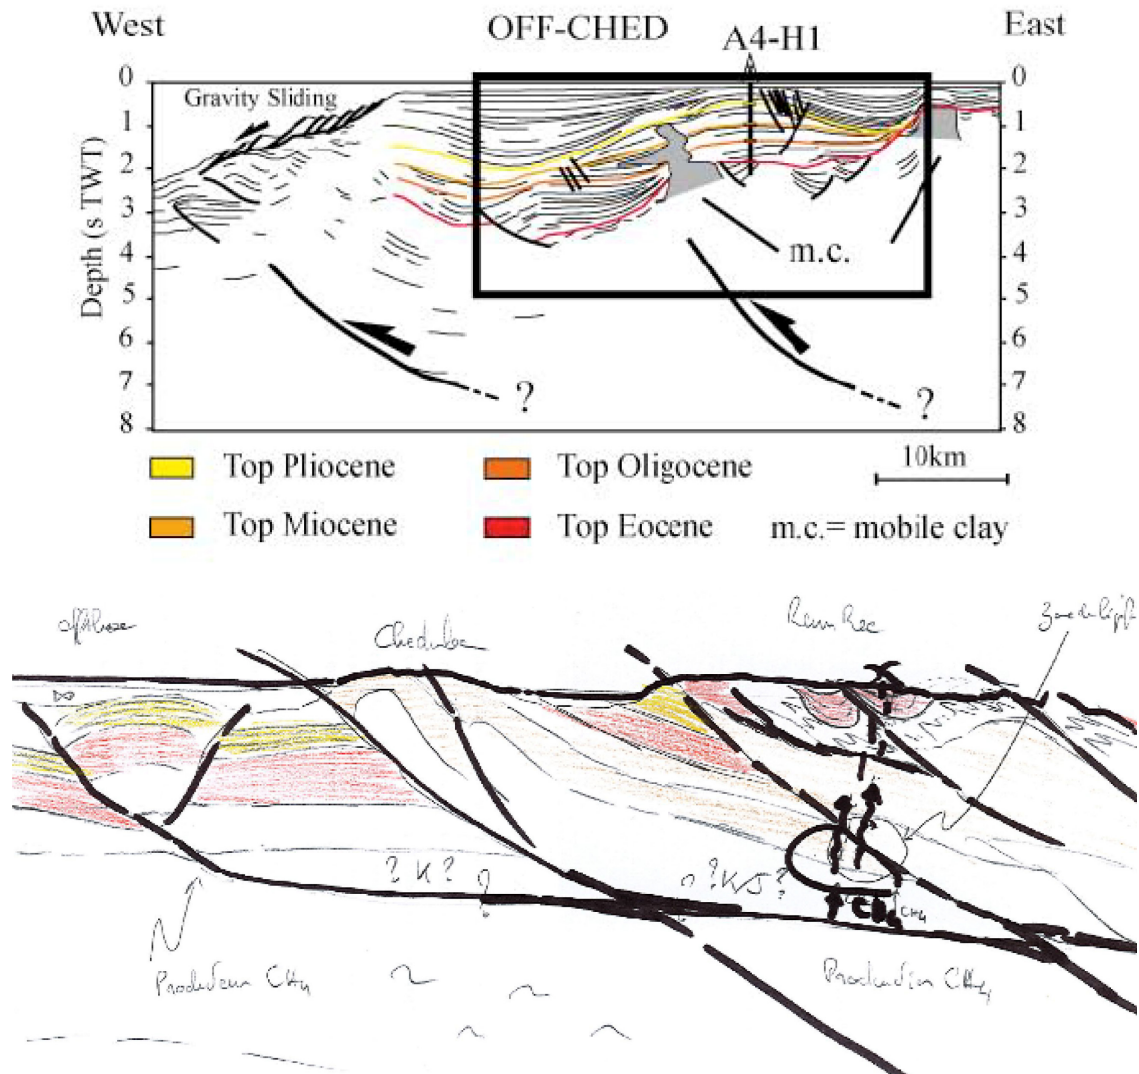 West
OFF-CHED
A4-H1
East
0
0
Gravity Sliding
1
1
2
2
3
3
m.c.
4
4
5
5
6
6
7
7
?
?
8
8
Depth (s TWT)
Top Pliocene
Top Oligocene
10km
Top Miocene
Top Eocene
m.c.= mobile clay
Cheduba
? K ?
?
? ? K J ?
CH4
CH4
Production CH4
Production CH4